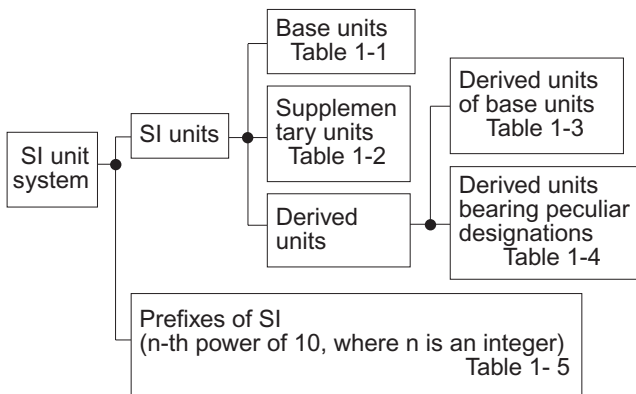 SI unit
system
SI units
Base units
Table 1-1
Supplemen
tary units
Table 1-2
Derived
units
Derived units
of base units
Table 1-3
Derived units
bearing peculiar
designations
Table 1-4
Prefixes of SI
(n-th power of 10, where n is an integer)
Table 1- 5